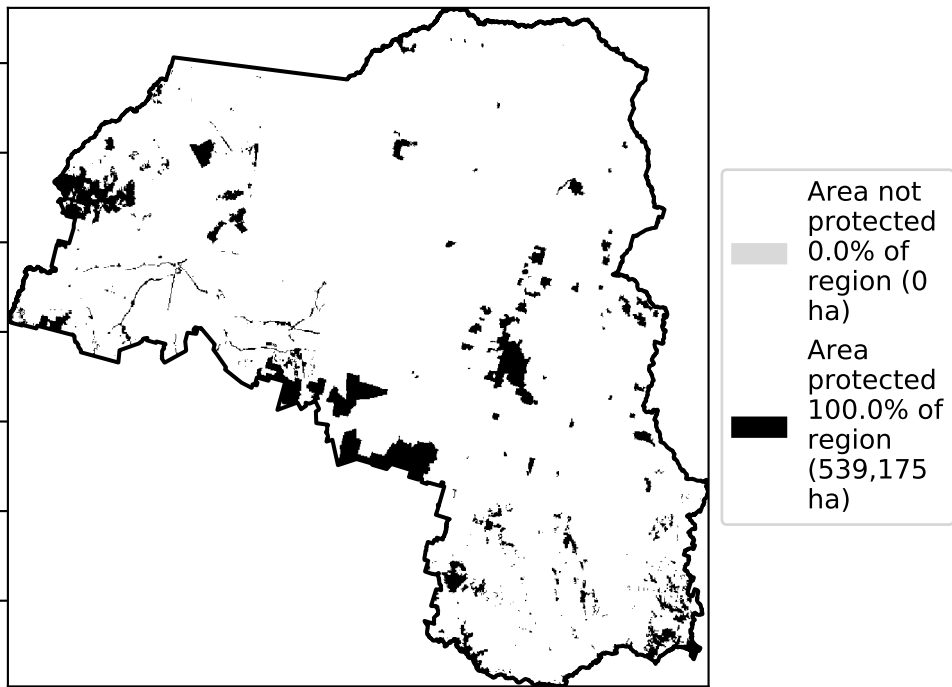 Area not
protected
0.0% of
region (0
ha)
Area
protected
100.0% of
region
(539,175
ha)